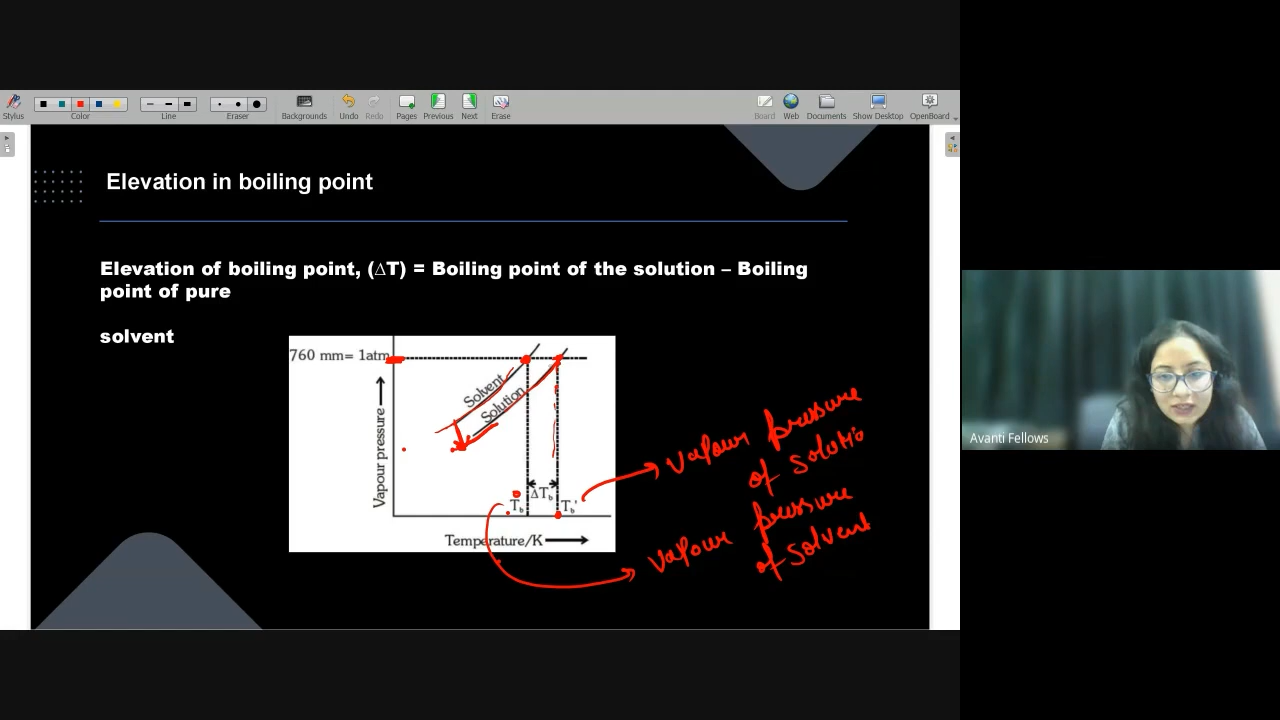 Stylus
Color
Line
Eraser
Backgrounds
Undo
Redo
Pages
Previous
Next
Erase
Board
Web
Documents
Show Desktop
OpenBoard
Elevation in boiling point
Elevation of boiling point, (∆T) = Boiling point of the solution – Boiling
point of pure
solvent
760 mm= 1atm
Solvent
Solution
Vapour pressure
∆Tb
Tb
Tb'
Temperature/K
Vapour pressure
of Solutio
Vapour pressure
of Solvent
Avanti Fellows